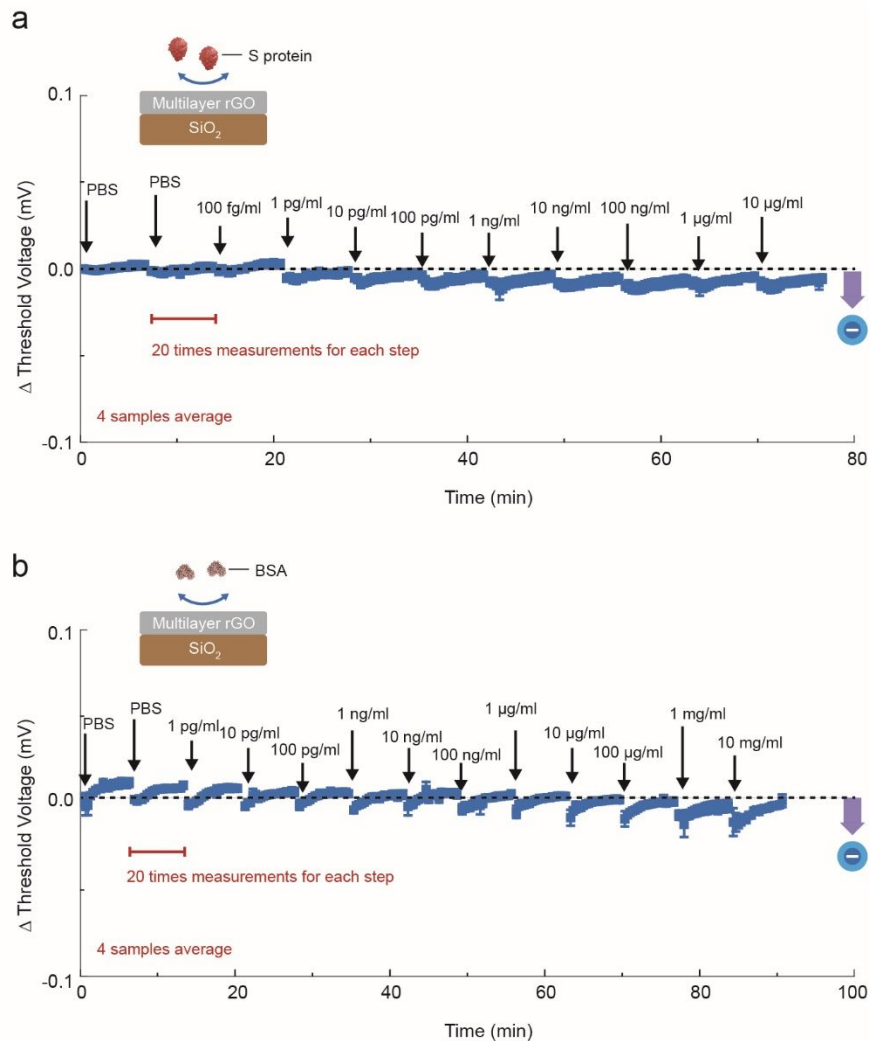 a
S protein
Multilayer rGO
SiO₂
0.1
0.0
-0.1
Δ Threshold Voltage (mV)
PBS
PBS
100 fg/ml
1 pg/ml
10 pg/ml
100 pg/ml
1 ng/ml
10 ng/ml
100 ng/ml
1 µg/ml
10 µg/ml
20 times measurements for each step
4 samples average
0
20
40
60
80
Time (min)
b
BSA
Multilayer rGO
SiO₂
0.1
0.0
-0.1
Δ Threshold Voltage (mV)
PBS
PBS
1 pg/ml
10 pg/ml
100 pg/ml
1 ng/ml
10 ng/ml
100 ng/ml
1 µg/ml
10 µg/ml
100 µg/ml
1 mg/ml
10 mg/ml
20 times measurements for each step
4 samples average
0
20
40
60
80
100
Time (min)